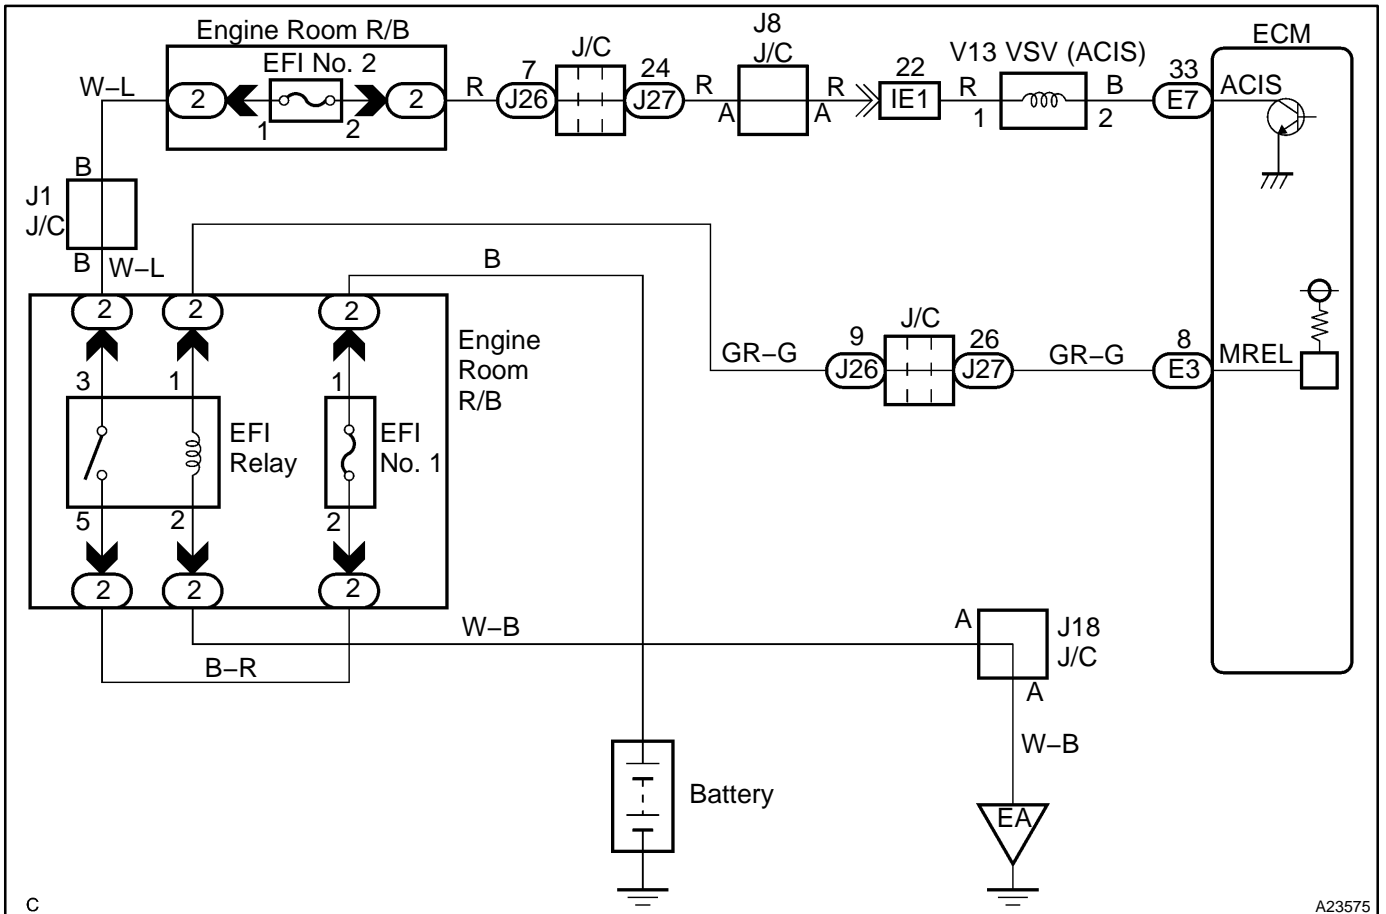 Engine Room R/B
EFI No. 2
W–L
2
1
2
2
R
7
J26
J/C
24
J27
R
A
J8
J/C
A
R
22
IE1
R
1
V13 VSV (ACIS)
2
B
33
E7
ECM
ACIS
B
J1
J/C
B
W–L
B
2
2
2
Engine
Room
R/B
3
1
1
EFI
Relay
EFI
No. 1
5
2
2
2
2
2
GR–G
9
J26
J/C
26
J27
GR–G
8
E3
MREL
W–B
B–R
A
J18
J/C
A
W–B
EA
Battery
C
A23575